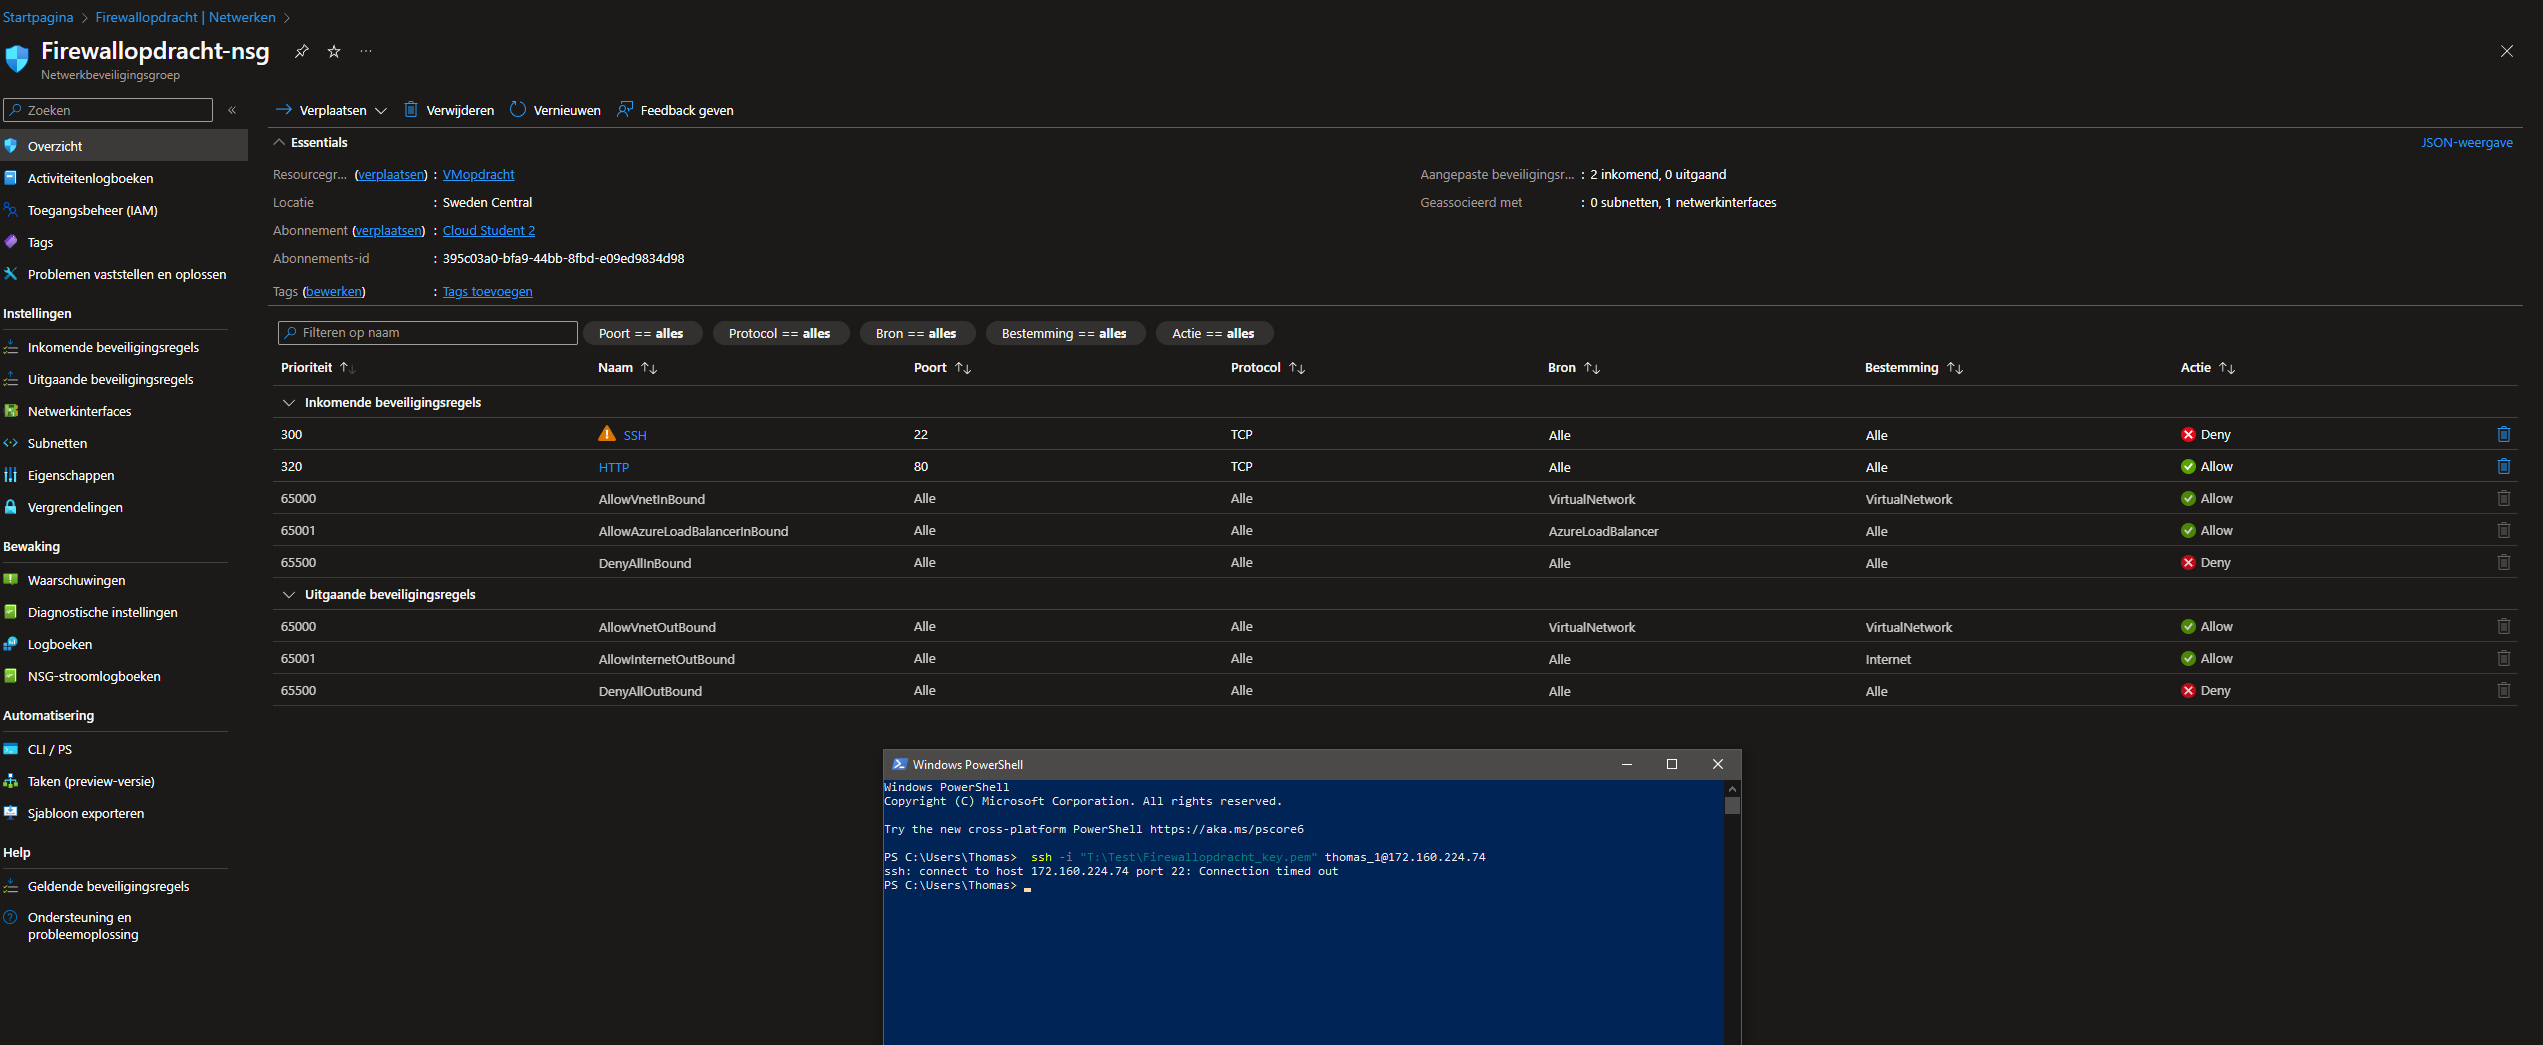 Startpagina > Firewallopdracht | Netwerken >
Firewallopdracht-nsg ...
Netwerkbeveiligingsgroep
Zoeken «
Overzicht
Activiteitenlogboeken
Toegangsbeheer (IAM)
Tags
Problemen vaststellen en oplossen
Instellingen
Inkomende beveiligingsregels
Uitgaande beveiligingsregels
Netwerkinterfaces
Subnetten
Eigenschappen
Vergrendelingen
Bewaking
Waarschuwingen
Diagnostische instellingen
Logboeken
NSG-stroomlogboeken
Automatisering
CLI / PS
Taken (preview-versie)
Sjabloon exporteren
Help
Geldende beveiligingsregels
Ondersteuning en
probleemoplossing
Verplaatsen Verwijderen Vernieuwen Feedback geven
Essentials JSON-weergave
Resourcegr... (verplaatsen) : VMopdracht
Locatie : Sweden Central
Abonnement (verplaatsen) : Cloud Student 2
Abonnements-id : 395c03a0-bfa9-44bb-8fbd-e09ed9834d98
Tags (bewerken) : Tags toevoegen
Aangepaste beveiligingsr... : 2 inkomend, 0 uitgaand
Geassocieerd met : 0 subnetten, 1 netwerkinterfaces
Filteren op naam Poort == alles Protocol == alles Bron == alles Bestemming == alles Actie == alles
Prioriteit Naam Poort Protocol Bron Bestemming Actie
Inkomende beveiligingsregels
300 SSH 22 TCP Alle Alle Deny
320 HTTP 80 TCP Alle Alle Allow
65000 AllowVnetInBound Alle Alle VirtualNetwork VirtualNetwork Allow
65001 AllowAzureLoadBalancerInBound Alle Alle AzureLoadBalancer Alle Allow
65500 DenyAllInBound Alle Alle Alle Alle Deny
Uitgaande beveiligingsregels
65000 AllowVnetOutBound Alle Alle VirtualNetwork VirtualNetwork Allow
65001 AllowInternetOutBound Alle Alle Alle Internet Allow
65500 DenyAllOutBound Alle Alle Alle Alle Deny
Windows PowerShell
Windows PowerShell
Copyright (C) Microsoft Corporation. All rights reserved.
Try the new cross-platform PowerShell https://aka.ms/pscore6
PS C:\Users\Thomas> ssh -i "T:\Test\Firewallopdracht_key.pem" thomas_1@172.160.224.74
ssh: connect to host 172.160.224.74 port 22: Connection timed out
PS C:\Users\Thomas>